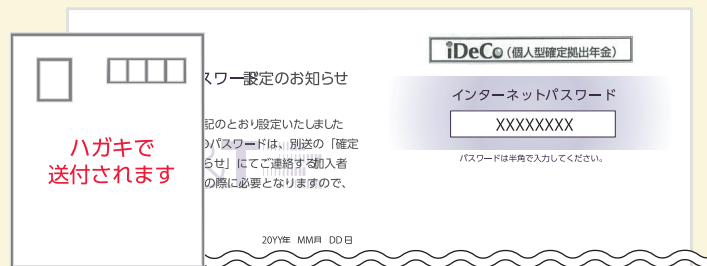 ハガキで
送付されます
スワード設定のお知らせ
記のとおり設定いたしました
のパスワードは、別送の「確定
らせ」にてご連絡する加入者
の際に必要となりますので、
20YY年 MM月 DD日
iDeCo（個人型確定拠出年金）
インターネットパスワード
XXXXXXXX
パスワードは半角で入力してください。